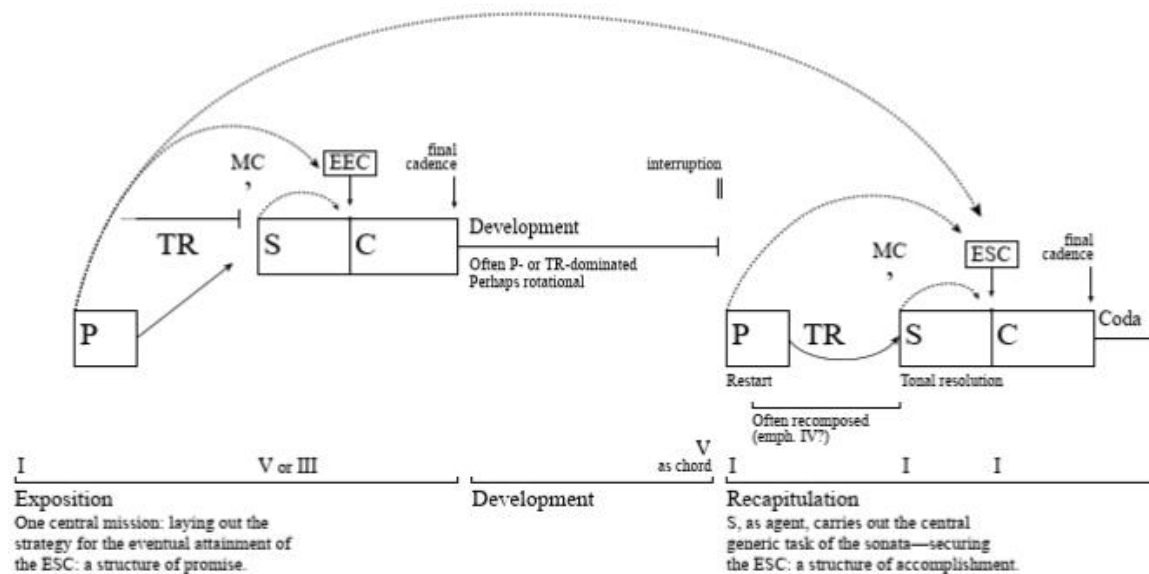 MC
,
EEC
final
cadence
interruption
TR
S
C
Development
Often P- or TR-dominated
Perhaps rotational
P
MC
,
ESC
final
cadence
P
TR
S
C
Coda
Restart
Tonal resolution
Often recomposed
(emph. IV?)
I
V or III
V
as chord
I
I
I
Exposition
One central mission: laying out the
strategy for the eventual attainment of
the ESC: a structure of promise.
Development
Recapitulation
S, as agent, carries out the central
generic task of the sonata—securing
the ESC: a structure of accomplishment.